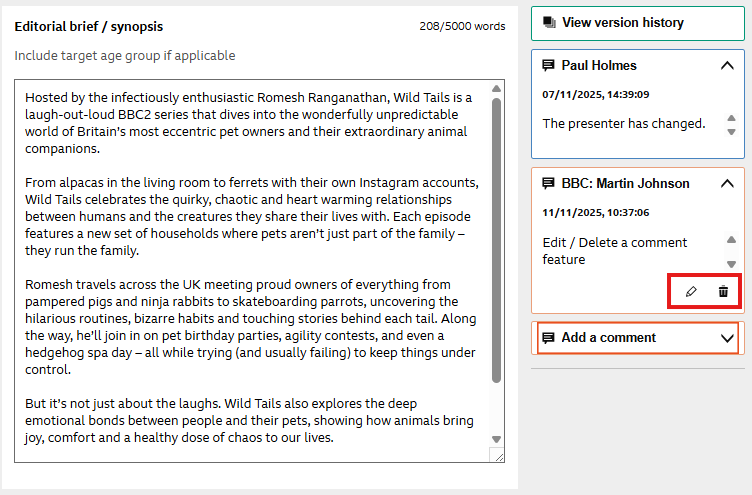 Editorial brief / synopsis
208/5000 words
Include target age group if applicable
Hosted by the infectiously enthusiastic Romesh Ranganathan, Wild Tails is a
laugh-out-loud BBC2 series that dives into the wonderfully unpredictable
world of Britain's most eccentric pet owners and their extraordinary animal
companions.
From alpacas in the living room to ferrets with their own Instagram accounts,
Wild Tails celebrates the quirky, chaotic and heart warming relationships
between humans and the creatures they share their lives with. Each episode
features a new set of households where pets aren't just part of the family –
they run the family.
Romesh travels across the UK meeting proud owners of everything from
pampered pigs and ninja rabbits to skateboarding parrots, uncovering the
hilarious routines, bizarre habits and touching stories behind each tail. Along
the way, he'll join in on pet birthday parties, agility contests, and even a
hedgehog spa day – all while trying (and usually failing) to keep things under
control.
But it's not just about the laughs. Wild Tails also explores the deep
emotional bonds between people and their pets, showing how animals bring
joy, comfort and a healthy dose of chaos to our lives.
View version history
Paul Holmes
07/11/2025, 14:39:09
The presenter has changed.
BBC: Martin Johnson
11/11/2025, 10:37:06
Edit / Delete a comment
feature
Add a comment